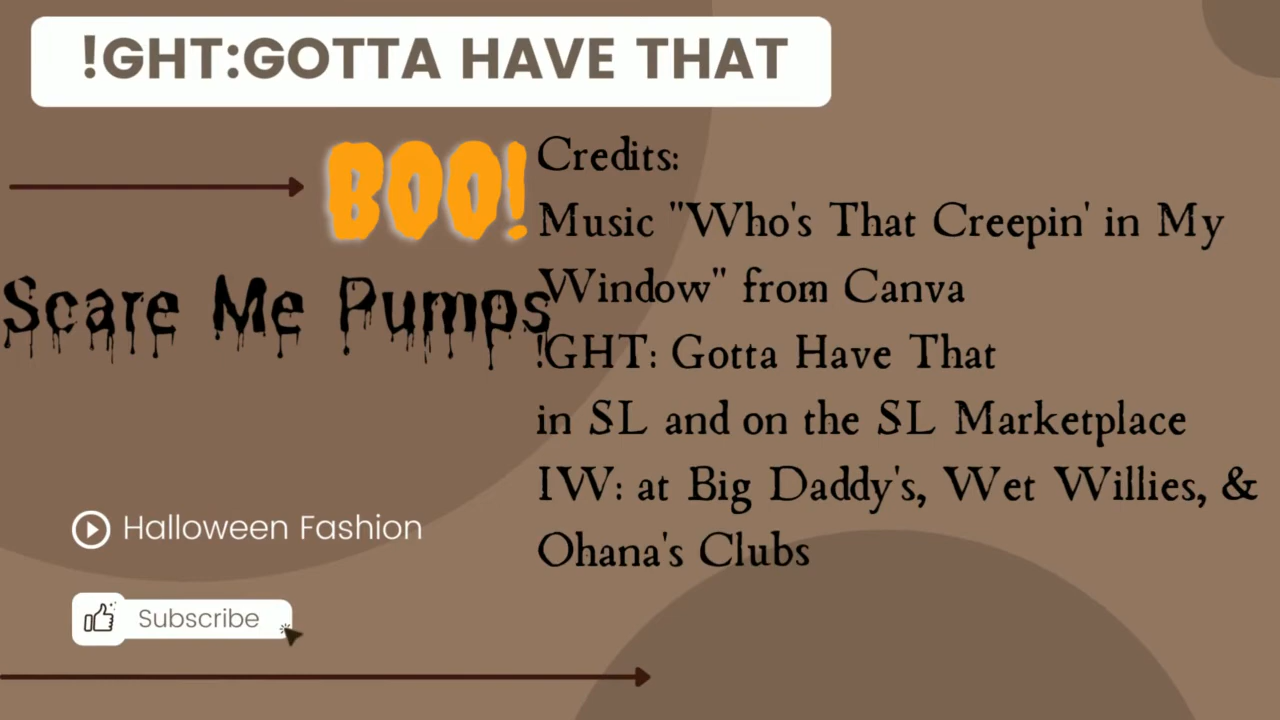 !GHT:GOTTA HAVE THAT
BOO!
Scare Me Pumps
Credits:
Music "Who's That Creepin' in My
Window" from Canva
!GHT: Gotta Have That
in SL and on the SL Marketplace
IW: at Big Daddy's, Wet Willies, &
Ohana's Clubs
Halloween Fashion
Subscribe